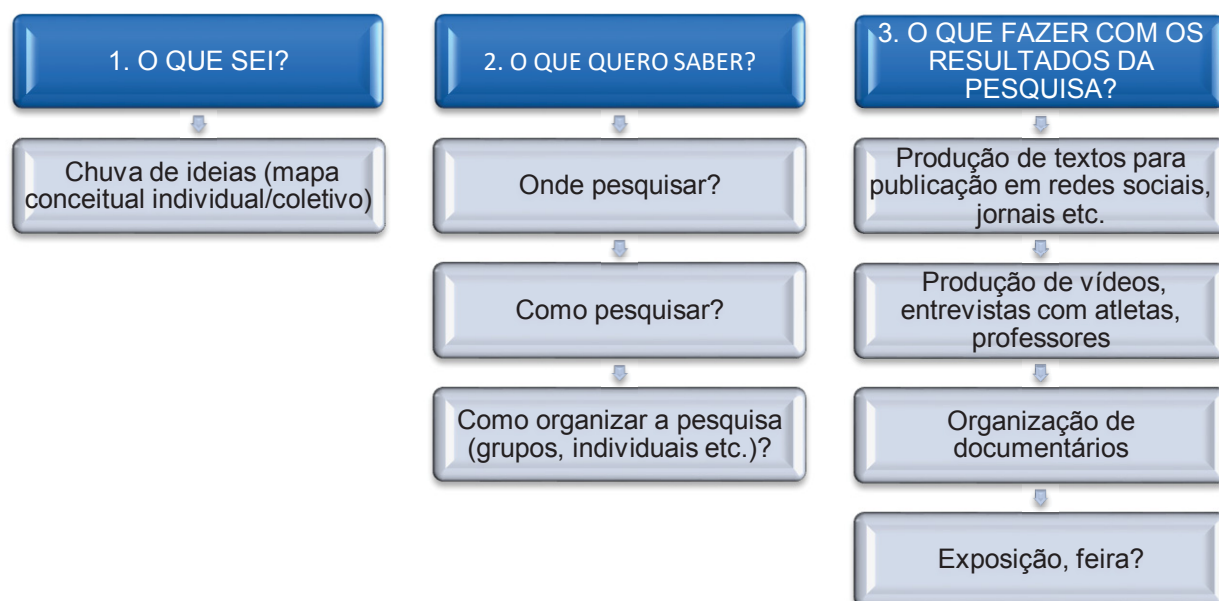 1. O QUE SEI?
Chuva de ideias (mapa
conceitual individual/coletivo)
2. O QUE QUERO SABER?
Onde pesquisar?
Como pesquisar?
Como organizar a pesquisa
(grupos, individuais etc.)?
3. O QUE FAZER COM OS
RESULTADOS DA
PESQUISA?
Produção de textos para
publicação em redes sociais,
jornais etc.
Produção de vídeos,
entrevistas com atletas,
professores
Organização de
documentários
Exposição, feira?